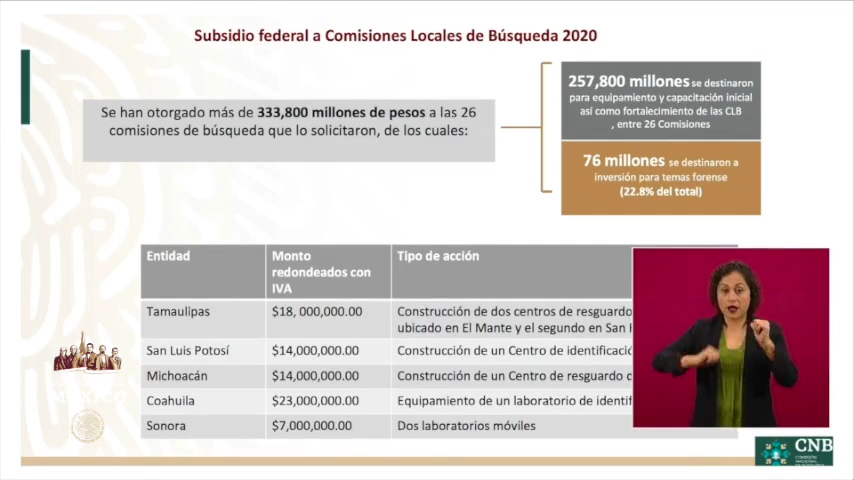 Subsidio federal a Comisiones Locales de Búsqueda 2020
Se han otorgado más de 333,800 millones de pesos a las 26
comisiones de búsqueda que lo solicitaron, de los cuales:
257,800 millones se destinaron
para equipamiento y capacitación inicial
así como fortalecimiento de las CLB
, entre 26 Comisiones
76 millones se destinaron a
inversión para temas forense
(22.8% del total)
Entidad
Monto
redondeados con
IVA
Tipo de acción
Tamaulipas
$18, 000,000.00
Construcción de dos centros de resguardo
ubicado en El Mante y el segundo en San
San Luis Potosí
$14,000,000.00
Construcción de un Centro de
Michoacán
$14,000,000.00
Construcción de un Centro de resguardo
Coahuila
$23,000,000.00
Equipamiento de un laboratorio de
Sonora
$7,000,000.00
Dos laboratorios móviles
MÉXICO
CNB